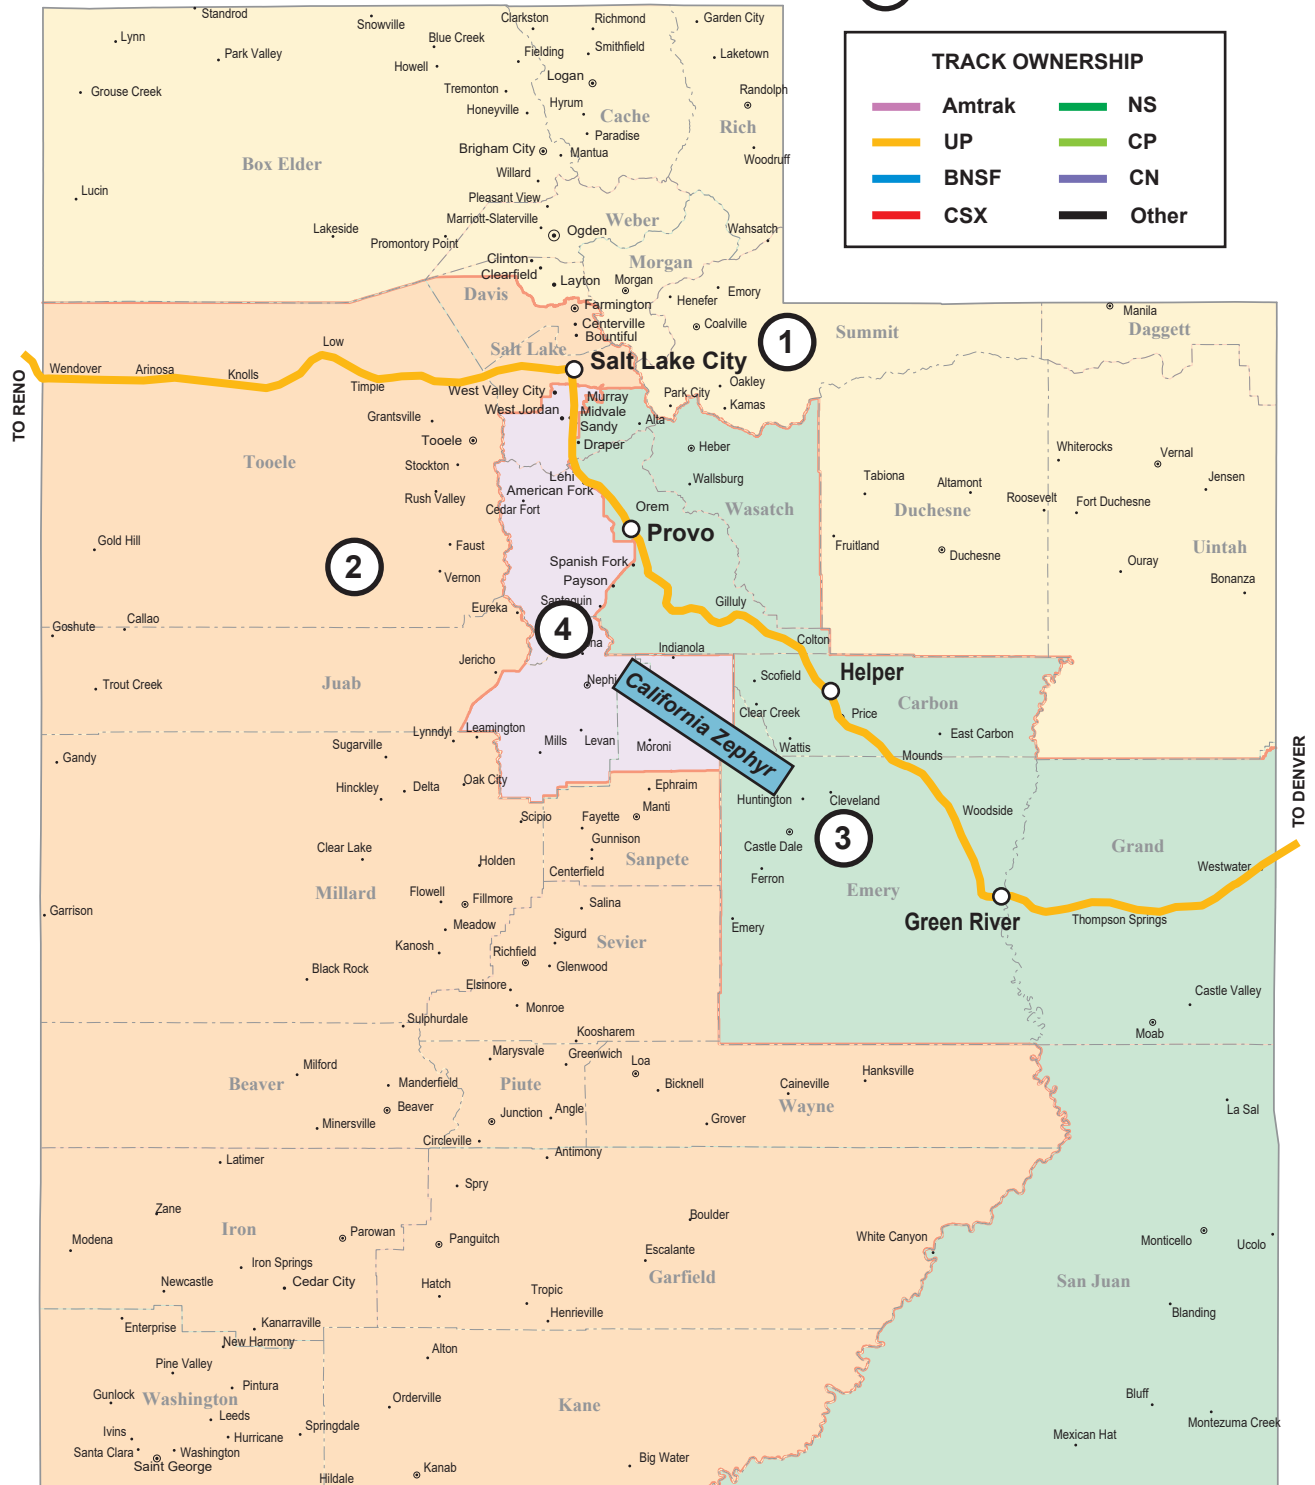 Standrod
Snowville
Clarkston
Richmond
Garden City
Lynn
Park Valley
Blue Creek
Fielding
Smithfield
Laketown
Howell
Logan
Grouse Creek
Tremonton
Randolph
Honeyville
Hyrum
Cache
Rich
Paradise
Box Elder
Brigham City
Mantua
Woodruff
Willard
Lucin
Pleasant View
Marriott-Slaterville
Weber
Lakeside
Promontory Point
Ogden
Wahsatch
Clinton
Morgan
Clearfield
Layton
Morgan
Davis
Henefer
Emory
Farmington
Centerville
Coalville
Bountiful
TRACK OWNERSHIP
Amtrak
NS
UP
CP
BNSF
CN
CSX
Other
Manila
Daggett
Summit
1
Salt Lake
Salt Lake City
TO RENO
Wendover
Arinosa
Knolls
Low
Timpie
West Valley City
Murray
Park City
Oakley
Kamas
West Jordan
Midvale
Sandy
Alta
Grantsville
Draper
Heber
Tooele
Tooele
Stockton
Lehi
Wallsburg
Rush Valley
American Fork
Cedar Fort
Orem
Wasatch
Provo
Whiterocks
Vernal
Tabiona
Altamont
Jensen
Roosevelt
Fort Duchesne
Duchesne
Fruitland
Duchesne
Uintah
Ouray
Bonanza
Gold Hill
Faust
2
Vernon
Spanish Fork
Payson
Santaquin
Eureka
Gilluly
Callao
Goshute
4
na
Colton
Jericho
Indianola
Trout Creek
Juab
Nephi
California Zephyr
Scofield
Helper
Carbon
Clear Creek
Price
Lynndyl
Leamington
Sugarville
Mills
Levan
Moroni
Wattis
East Carbon
Mounds
Gandy
TO DENVER
Hinckley
Delta
Oak City
Ephraim
Huntington
Cleveland
Woodside
Scipio
Fayette
Manti
3
Clear Lake
Gunnison
Castle Dale
Grand
Holden
Centerfield
Sanpete
Westwater
Millard
Ferron
Emery
Flowell
Fillmore
Garrison
Salina
Green River
Thompson Springs
Meadow
Emery
Kanosh
Sigurd
Sevier
Richfield
Glenwood
Black Rock
Elsinore
Castle Valley
Monroe
Sulphurdale
Koosharem
Moab
Marysvale
Greenwich
Loa
Milford
Hanksville
Beaver
Manderfield
Piute
Bicknell
Caineville
Wayne
Beaver
Junction
Angle
La Sal
Minersville
Grover
Circleville
Antimony
Latimer
Spry
Zane
Boulder
Iron
Parowan
Panguitch
White Canyon
Monticello
Ucolo
Modena
Escalante
Iron Springs
Garfield
San Juan
Newcastle
Cedar City
Hatch
Tropic
Henrieville
Blanding
Enterprise
Kanarraville
New Harmony
Alton
Pine Valley
Pintura
Gunlock
Washington
Orderville
Kane
Bluff
Leeds
Montezuma Creek
Ivins
Hurricane
Springdale
Mexican Hat
Santa Clara
Washington
Saint George
Big Water
Kanab
Hildale